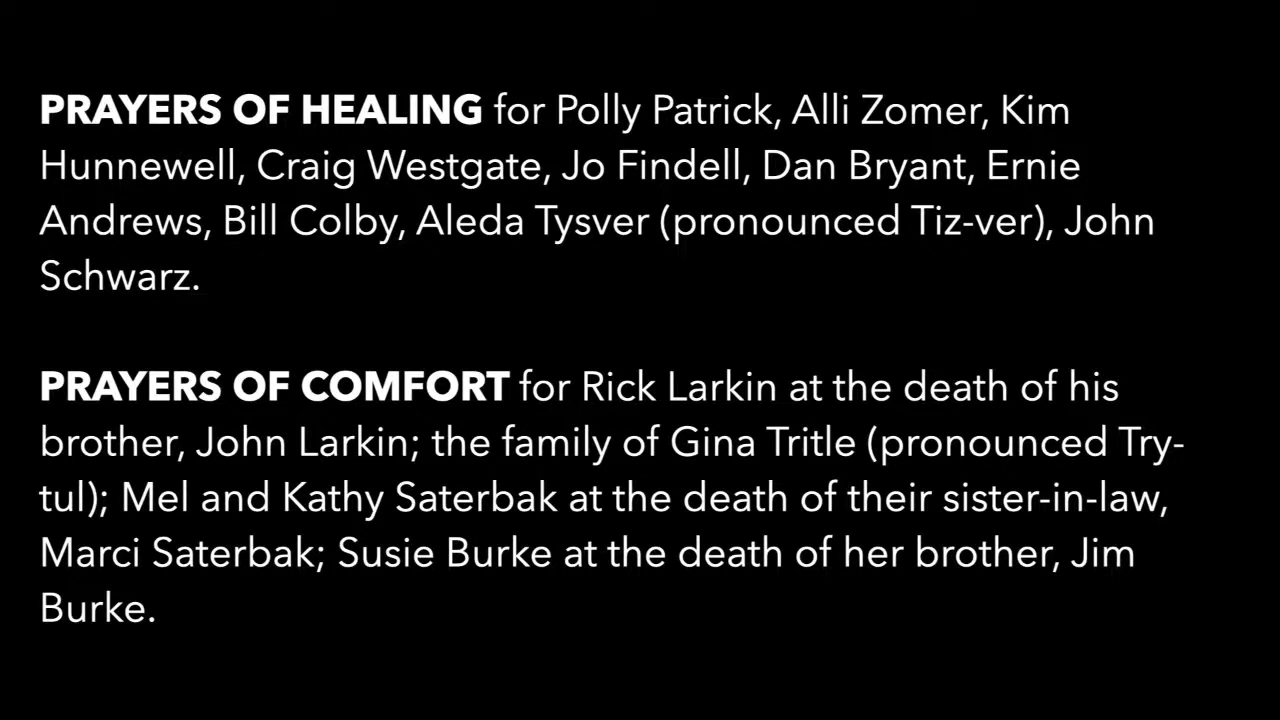 PRAYERS OF HEALING for Polly Patrick, Alli Zomer, Kim
Hunnewell, Craig Westgate, Jo Findell, Dan Bryant, Ernie
Andrews, Bill Colby, Aleda Tysver (pronounced Tiz-ver), John
Schwarz.
PRAYERS OF COMFORT for Rick Larkin at the death of his
brother, John Larkin; the family of Gina Tritle (pronounced Try-
tul); Mel and Kathy Saterbak at the death of their sister-in-law,
Marci Saterbak; Susie Burke at the death of her brother, Jim
Burke.